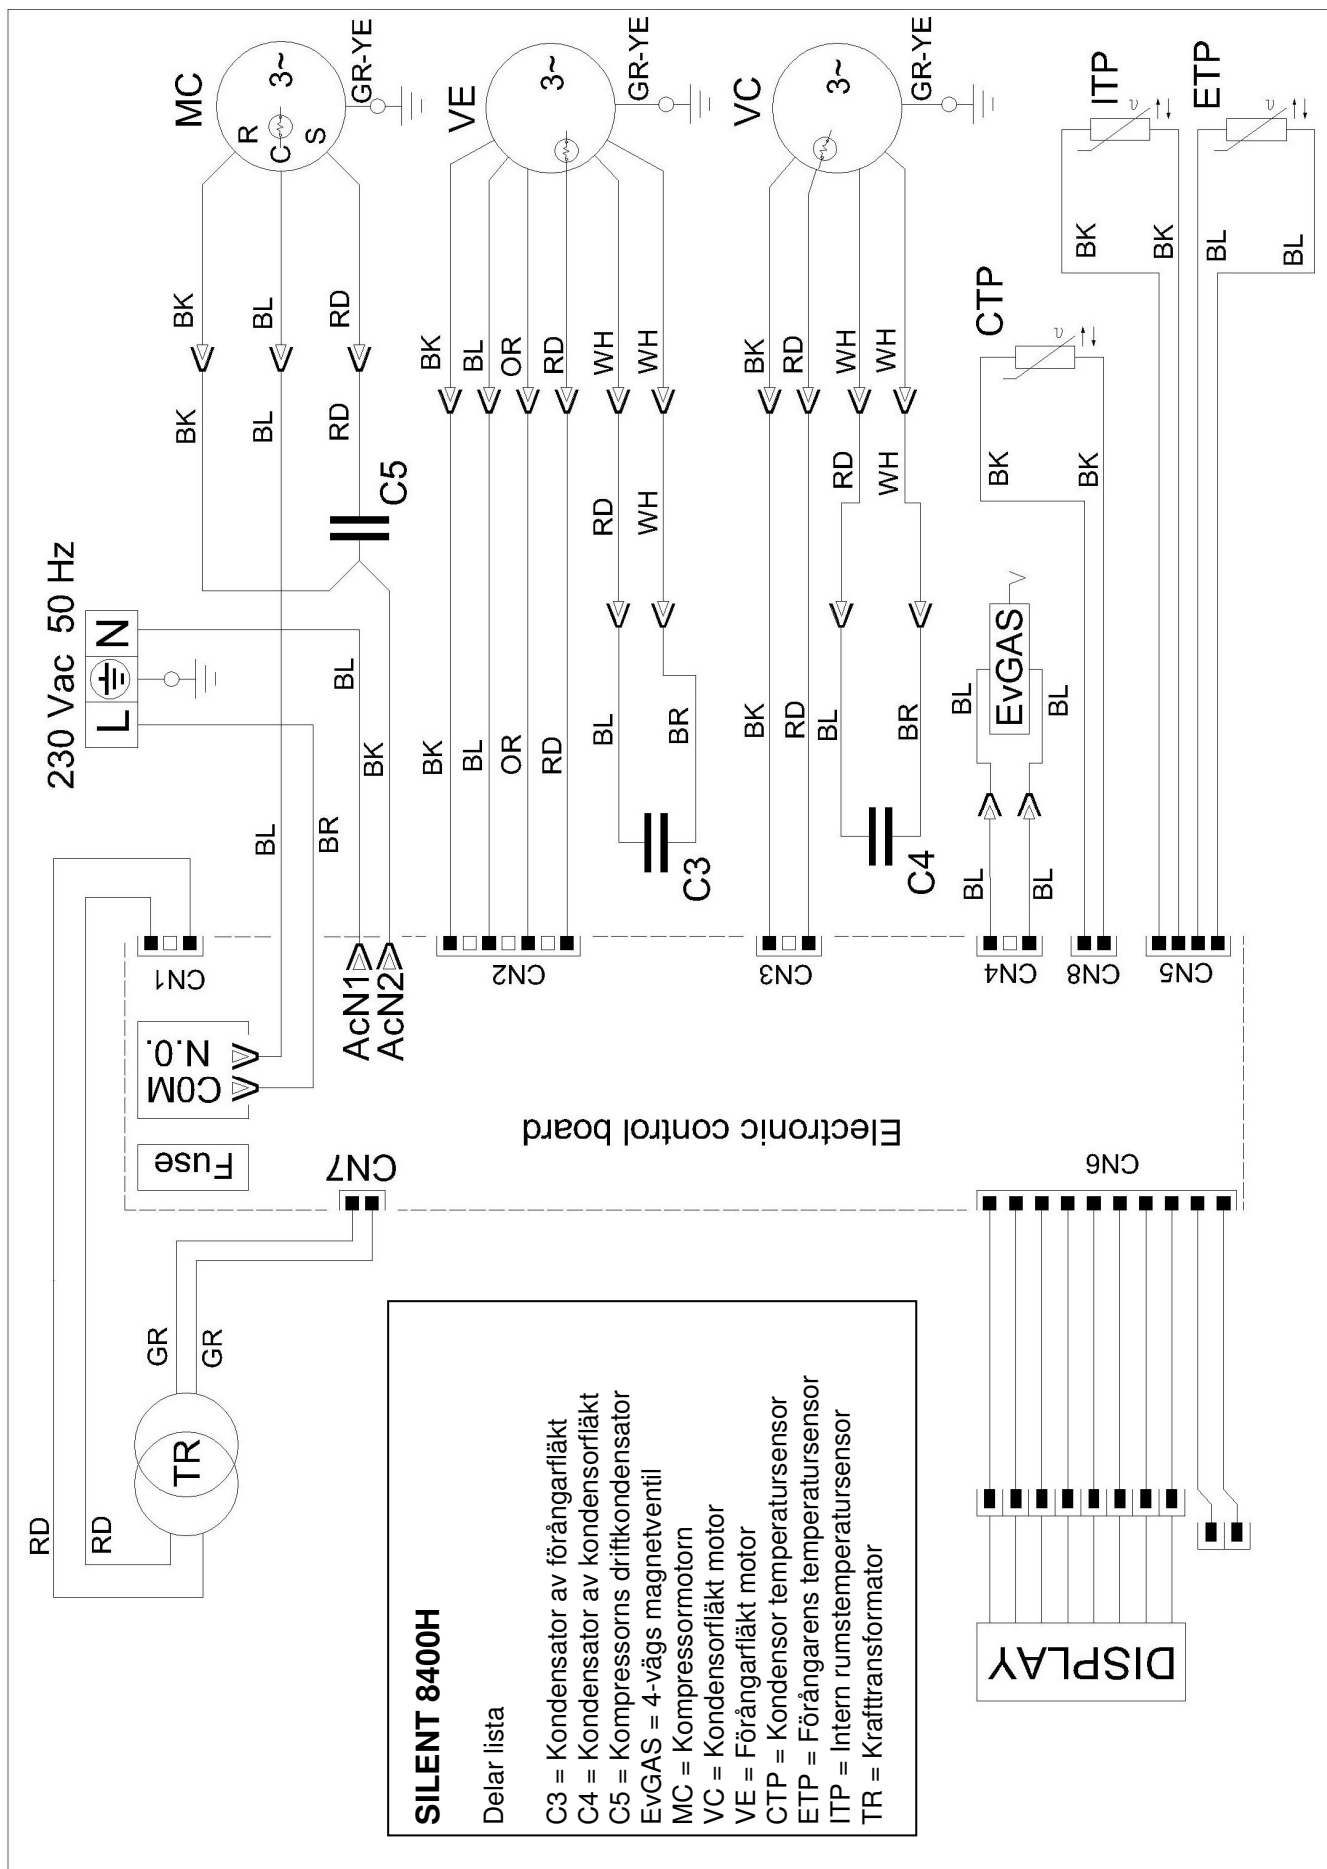 230 Vac 50 Hz
L
N
MC
3~
R
C
S
GR-YE
VE
3~
GR-YE
VC
3~
GR-YE
ITP
ETP
CTP
BK
BL
RD
BK
BL
RD
C5
BK
BL
OR
RD
WH
WH
RD
WH
BK
BL
OR
RD
BL
BR
C3
BK
RD
WH
WH
RD
WH
BK
RD
BL
BR
C4
BL
BL
EvGAS
BL
BL
BK
BK
BK
BK
BL
BL
BL
BK
BL
BR
CN1
N.O.
COM
AcN1
AcN2
CN2
CN3
CN4
CN8
CN5
Fuse
CN7
Electronic control board
CN6
GR
GR
TR
RD
RD
DISPLAY
SILENT 8400H
Delar lista
C3 = Kondensator av förångarfläkt
C4 = Kondensator av kondensorfläkt
C5 = Kompressorns driftkondensator
EvGAS = 4-vägs magnetventil
MC = Kompressormotorn
VC = Kondensorfläkt motor
VE = Förångarfläkt motor
CTP = Kondensor temperatursensor
ETP = Förångarens temperatursensor
ITP = Intern rumstemperatursensor
TR = Krafttransformator